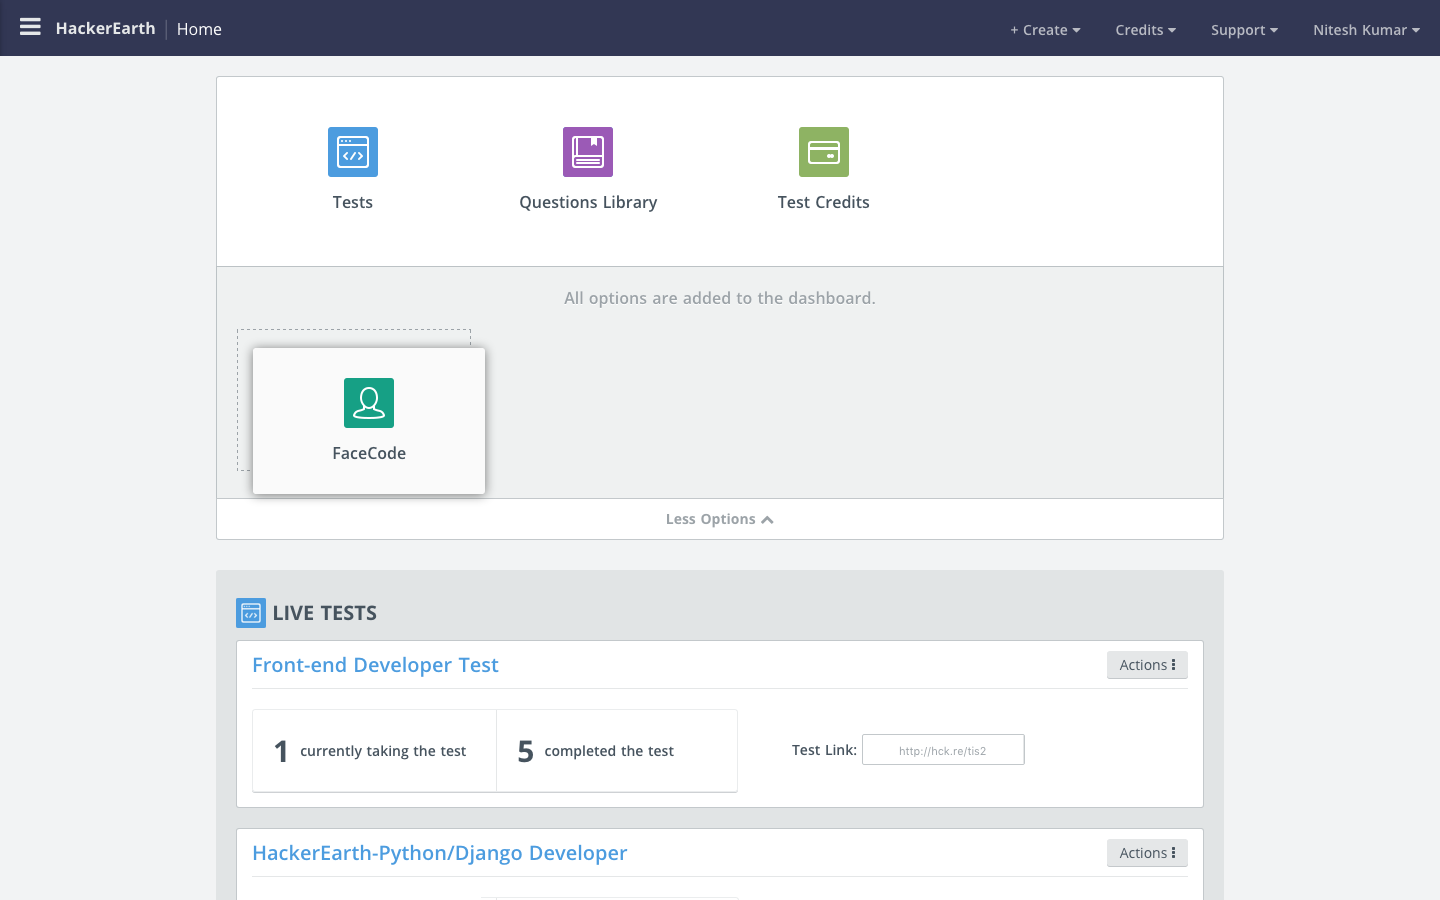 HackerEarth Home + Create Credits Support Nitesh Kumar
Tests Questions Library Test Credits
All options are added to the dashboard.
FaceCode
Less Options
LIVE TESTS
Front-end Developer Test Actions
1 currently taking the test 5 completed the test Test Link: http://hck.re/tis2
HackerEarth-Python/Django Developer Actions